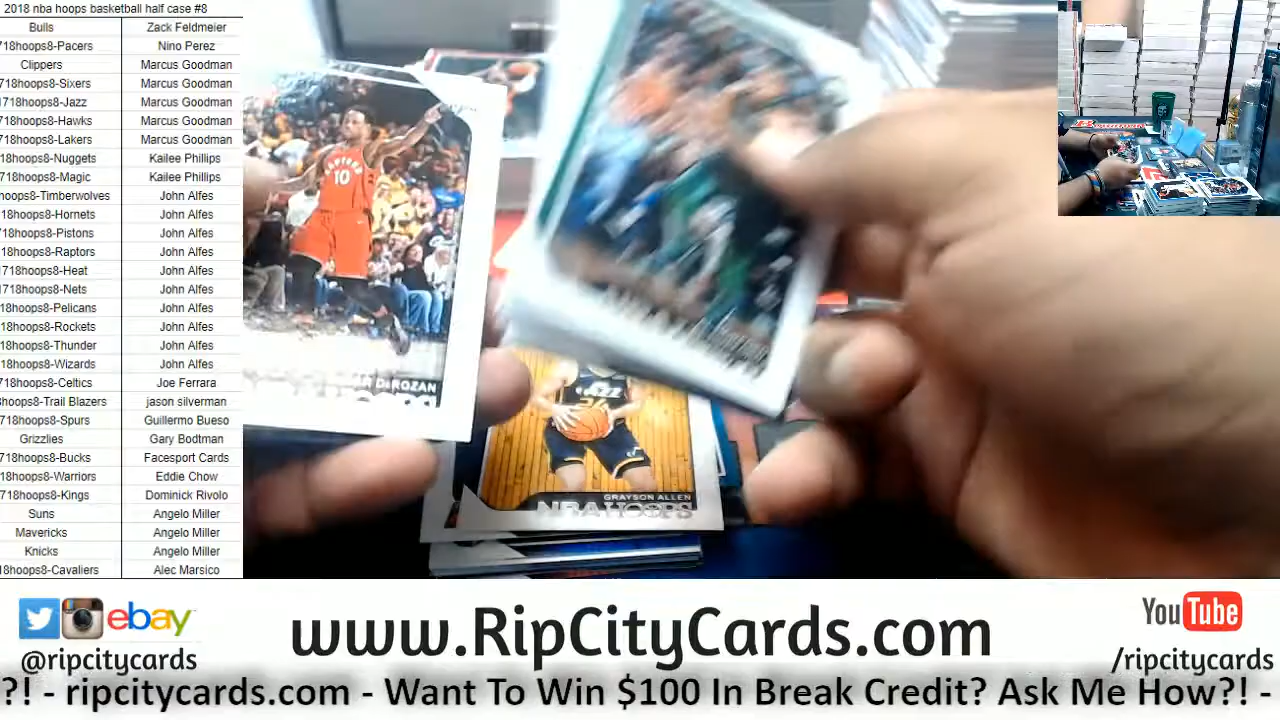 2018 nba hoops basketball half case #8
Bulls Zack Feldmeier
718hoops8-Pacers Nino Perez
Clippers Marcus Goodman
718hoops8-Sixers Marcus Goodman
1718hoops8-Jazz Marcus Goodman
718hoops8-Hawks Marcus Goodman
718hoops8-Lakers Marcus Goodman
18hoops8-Nuggets Kailee Phillips
718hoops8-Magic Kailee Phillips
hoops8-Timberwolves John Alfes
18hoops8-Hornets John Alfes
718hoops8-Pistons John Alfes
18hoops8-Raptors John Alfes
1718hoops8-Heat John Alfes
1718hoops8-Nets John Alfes
18hoops8-Pelicans John Alfes
18hoops8-Rockets John Alfes
18hoops8-Thunder John Alfes
18hoops8-Wizards John Alfes
718hoops8-Celtics Joe Ferrara
8hoops8-Trail Blazers jason silverman
718hoops8-Spurs Guillermo Bueso
Grizzlies Gary Bodtman
718hoops8-Bucks Facesport Cards
18hoops8-Warriors Eddie Chow
718hoops8-Kings Dominick Rivolo
Suns Angelo Miller
Mavericks Angelo Miller
Knicks Angelo Miller
18hoops8-Cavaliers Alec Marsico
RAPTORS
10
DeROZAN
JAZZ
24
GRAYSON ALLEN
NBA HOOPS
ebay
@ripcitycards
www.RipCityCards.com
YouTube
/ripcitycards
?! - ripcitycards.com - Want To Win $100 In Break Credit? Ask Me How?! -